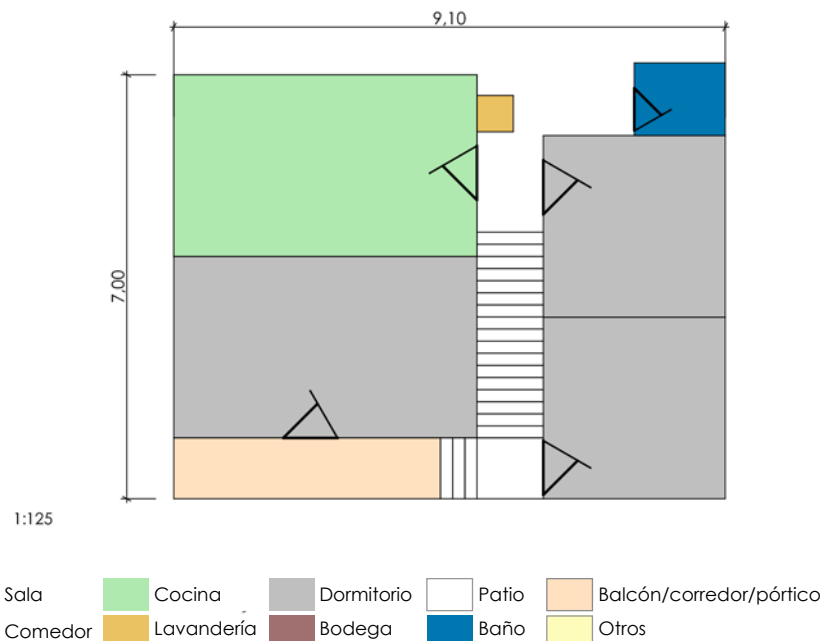 9,10
7,00
1:125
Sala Cocina Dormitorio Patio Balcón/corredor/pórtico
Comedor Lavandería Bodega Baño Otros